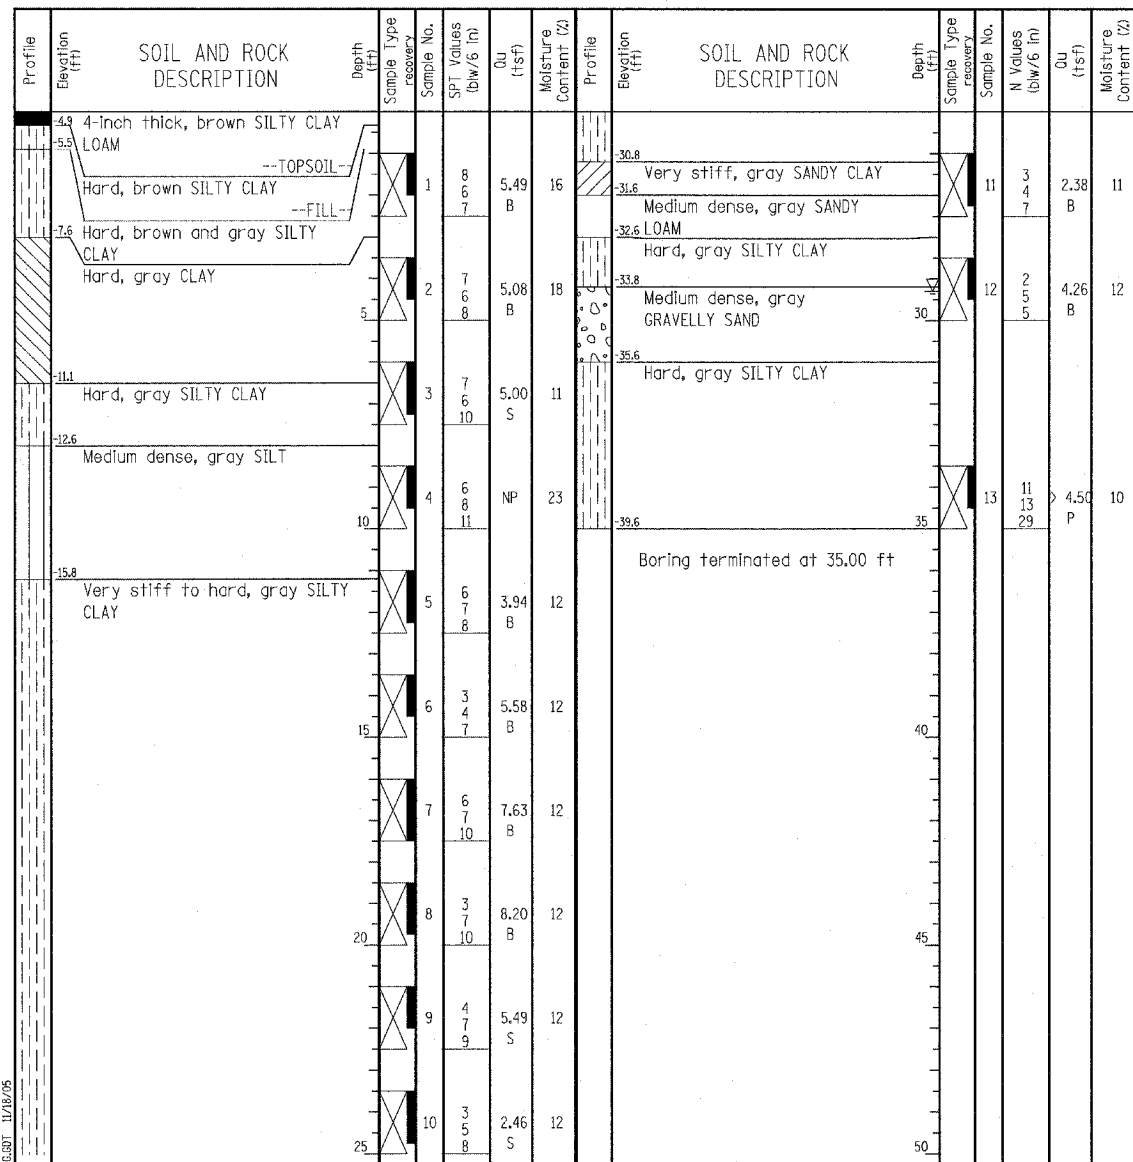 Profile
Elevation (ft)
SOIL AND ROCK
DESCRIPTION
Depth (ft)
Sample Type
recovery
Sample No.
SPT Values (blw/6 in)
Qu (tsf)
Moisture Content (%)
Profile
Elevation (ft)
SOIL AND ROCK
DESCRIPTION
Depth (ft)
Sample Type
recovery
Sample No.
N Values (blw/6 in)
Qu (tsf)
Moisture Content (%)
-4.9 4-inch thick, brown SILTY CLAY
-5.5 LOAM
--TOPSOIL--
Hard, brown SILTY CLAY
--FILL--
1
8
6
7
5.49
B
16
-7.6 Hard, brown and gray SILTY
CLAY
Hard, gray CLAY
2
7
6
8
5.08
B
18
5
-11.1
Hard, gray SILTY CLAY
3
7
6
10
5.00
S
11
-12.6
Medium dense, gray SILT
4
6
8
11
NP
23
10
-15.8
Very stiff to hard, gray SILTY
CLAY
5
6
7
8
3.94
B
12
6
3
4
7
5.58
B
12
15
7
6
7
10
7.63
B
12
8
3
7
10
8.20
B
12
20
9
4
7
9
5.49
S
12
10
3
5
8
2.46
S
12
25
-30.8
Very stiff, gray SANDY CLAY
-31.6
11
3
4
7
2.38
B
11
Medium dense, gray SANDY
-32.6 LOAM
Hard, gray SILTY CLAY
-33.8
12
2
5
5
4.26
B
12
Medium dense, gray
GRAVELLY SAND
30
-35.6
Hard, gray SILTY CLAY
13
11
13
29
> 4.50
P
10
-39.6
35
Boring terminated at 35.00 ft
40
45
50
G.GDT 11/18/05